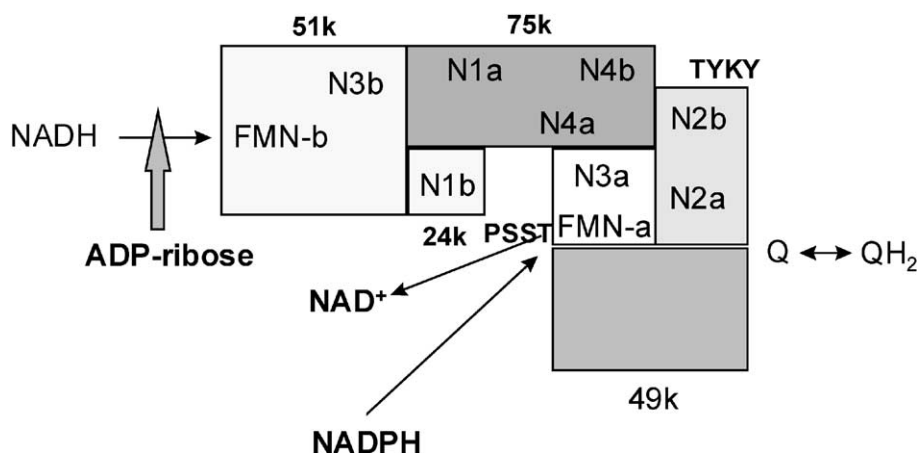 51k
75k
TYKY
N3b
N1a
N4b
NADH
FMN-b
N4a
N2b
N1b
N3a
N2a
24k
PSST
FMN-a
ADP-ribose
Q
QH₂
NAD⁺
49k
NADPH